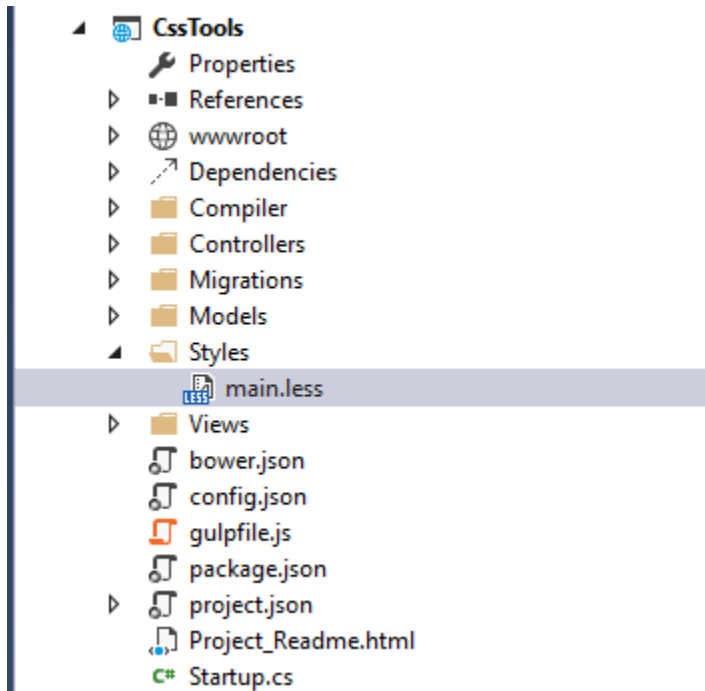 CssTools
Properties
References
wwwroot
Dependencies
Compiler
Controllers
Migrations
Models
Styles
LESS main.less
Views
bower.json
config.json
gulpfile.js
package.json
project.json
Project_Readme.html
C# Startup.cs